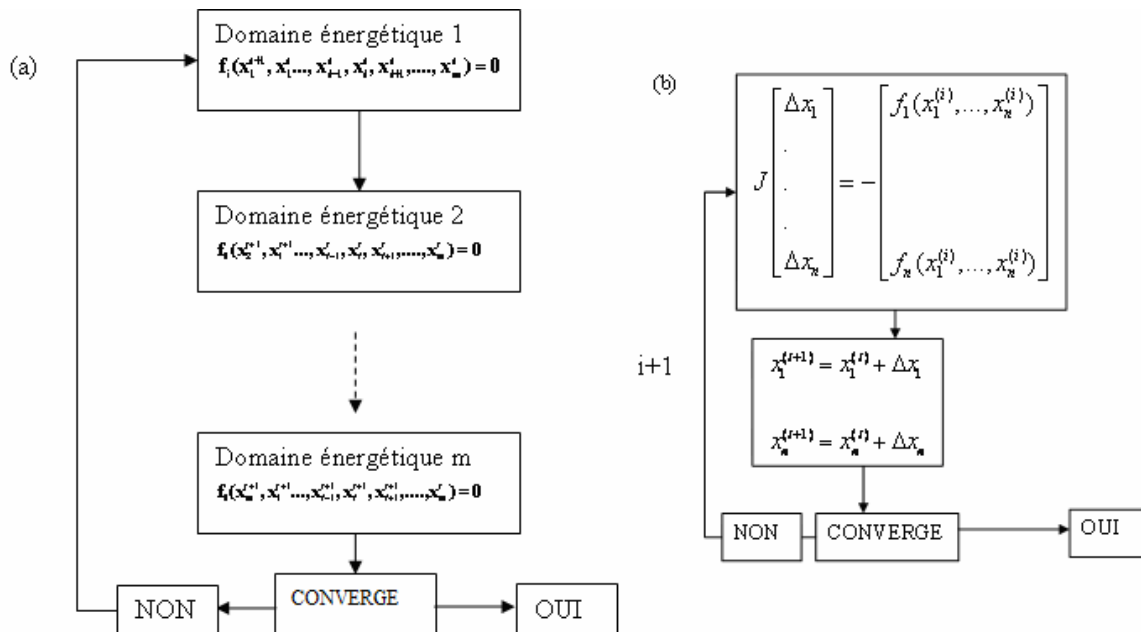 (a)
Domaine énergétique 1
Domaine énergétique 2
Domaine énergétique m
NON
CONVERGE
OUI
(b)
J [Δx₁ . . . Δxₙ] = − [f₁(x₁⁽ⁱ⁾,...,xₙ⁽ⁱ⁾) fₙ(x₁⁽ⁱ⁾,...,xₙ⁽ⁱ⁾)]
i+1
x₁⁽ⁱ⁺¹⁾ = x₁⁽ⁱ⁾ + Δx₁
xₙ⁽ⁱ⁺¹⁾ = xₙ⁽ⁱ⁾ + Δxₙ
NON
CONVERGE
OUI